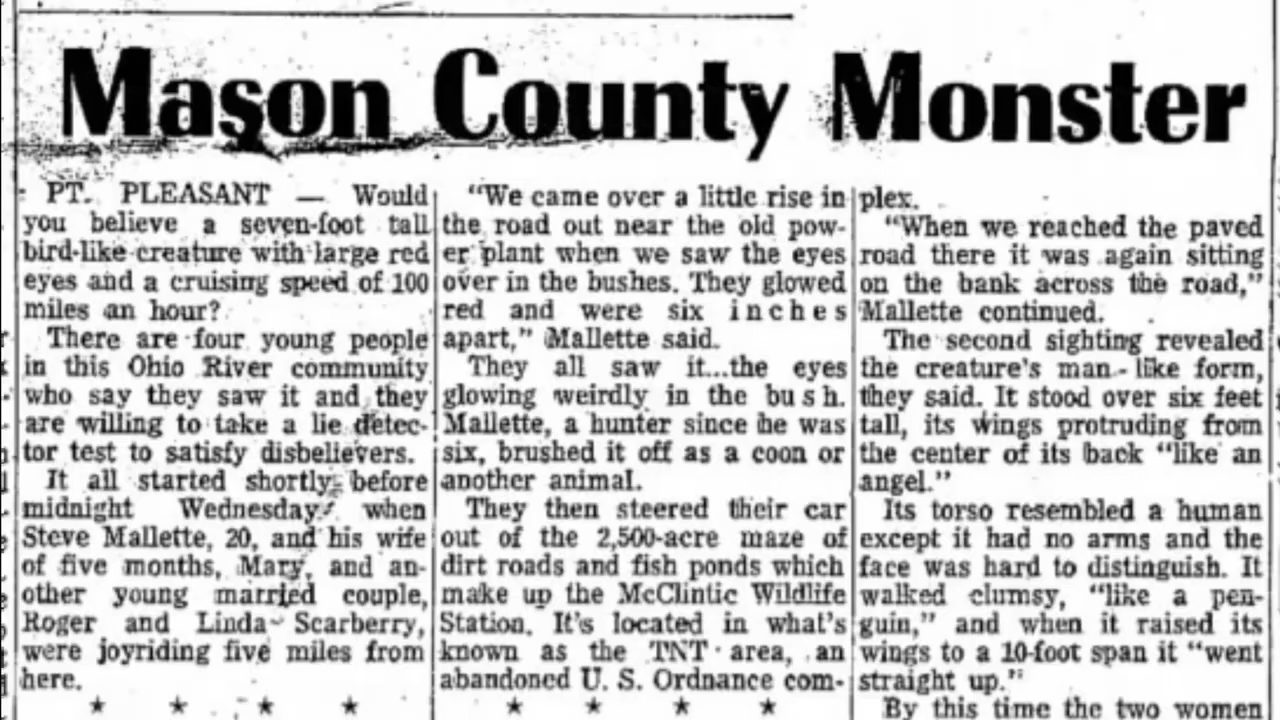 Mason County Monster
PT. PLEASANT — Would
you believe a seven-foot tall
bird-like creature with large red
eyes and a cruising speed of 100
miles an hour?
There are four young people
in this Ohio River community
who say they saw it and they
are willing to take a lie detec-
tor test to satisfy disbelievers.
It all started shortly before
midnight Wednesday when
Steve Mallette, 20, and his wife
of five months, Mary, and an-
other young married couple,
Roger and Linda Scarberry,
were joyriding five miles from
here.
★ ★ ★ ★
"We came over a little rise in
the road out near the old pow-
er plant when we saw the eyes
over in the bushes. They glowed
red and were six inches
apart," Mallette said.
They all saw it...the eyes
glowing weirdly in the bush.
Mallette, a hunter since he was
six, brushed it off as a coon or
another animal.
They then steered their car
out of the 2,500-acre maze of
dirt roads and fish ponds which
make up the McClintic Wildlife
Station. It's located in what's
known as the TNT area, an
abandoned U. S. Ordnance com-
★ ★ ★ ★
plex.
"When we reached the paved
road there it was again sitting
on the bank across the road,"
Mallette continued.
The second sighting revealed
the creature's man-like form,
they said. It stood over six feet
tall, its wings protruding from
the center of its back "like an
angel."
Its torso resembled a human
except it had no arms and the
face was hard to distinguish. It
walked clumsy, "like a pen-
guin," and when it raised its
wings to a 10-foot span it "went
straight up."
By this time the two women